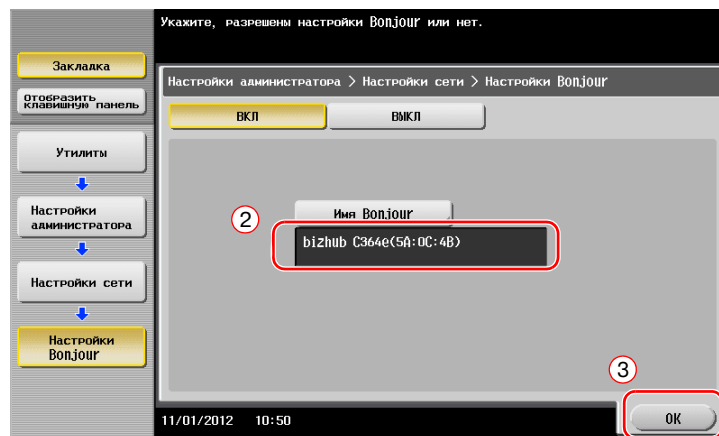 Укажите, разрешены настройки Bonjour или нет.
Закладка
Отобразить
клавишную панель
Настройки администратора > Настройки сети > Настройки Bonjour
ВКЛ
ВЫКЛ
Утилиты
Настройки
администратора
Настройки сети
Настройки
Bonjour
2
Имя Bonjour
bizhub C364e(5A:0C:4B)
3
11/01/2012 10:50
OK